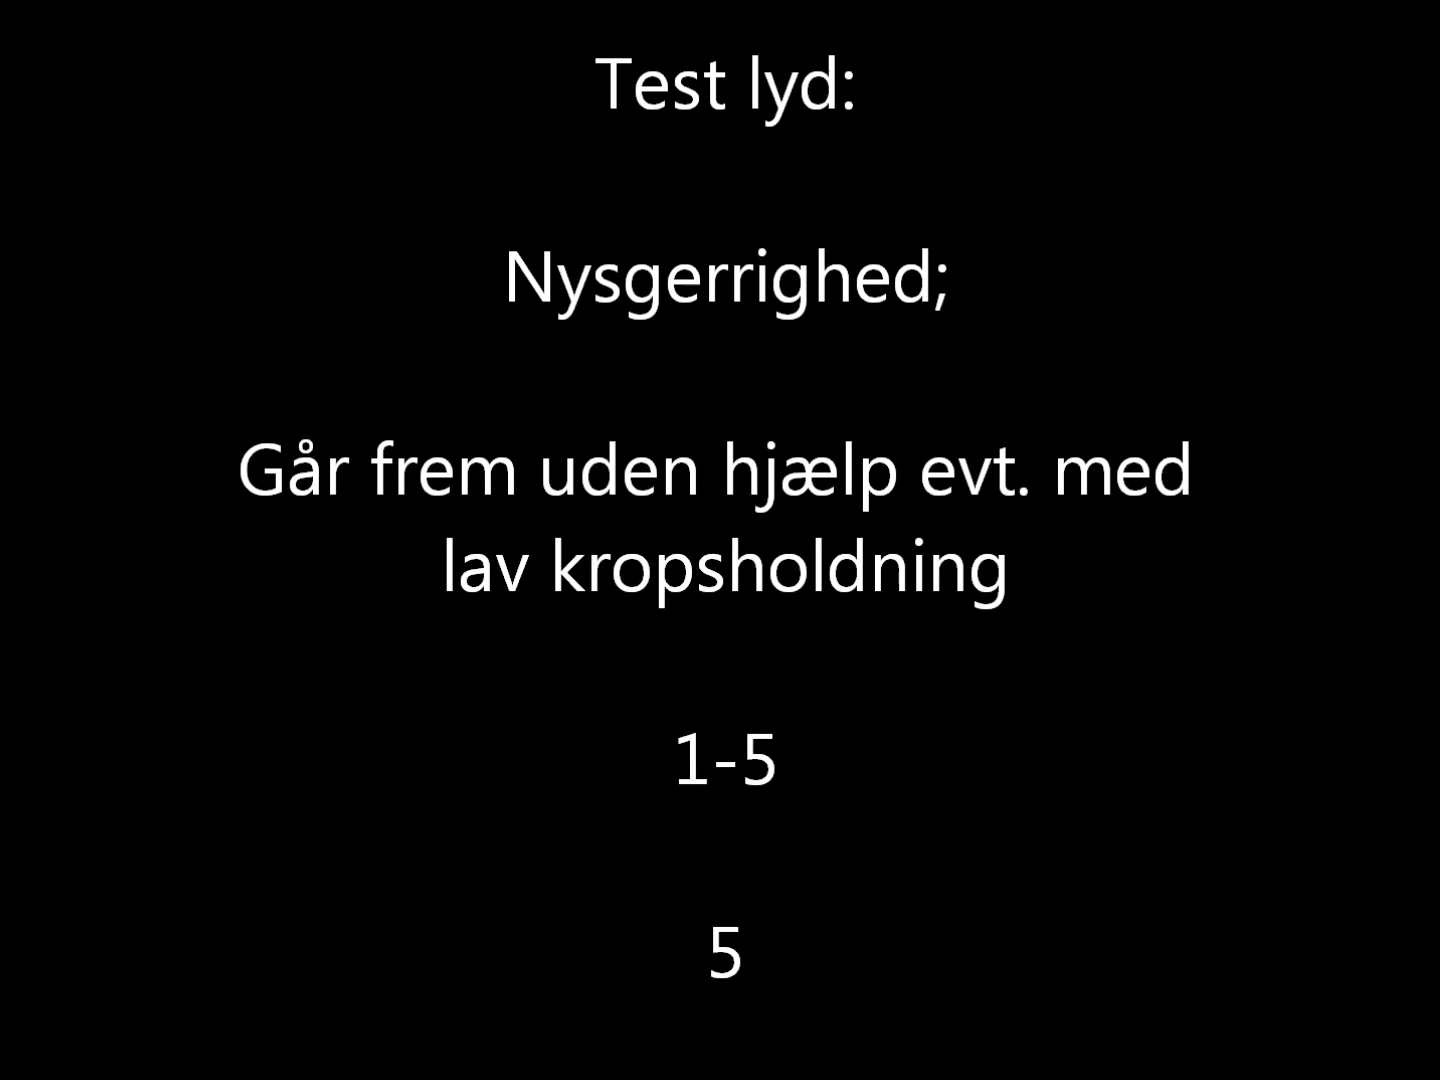 Test lyd:
Nysgerrighed;
Går frem uden hjælp evt. med
lav kropsholdning
1-5
5